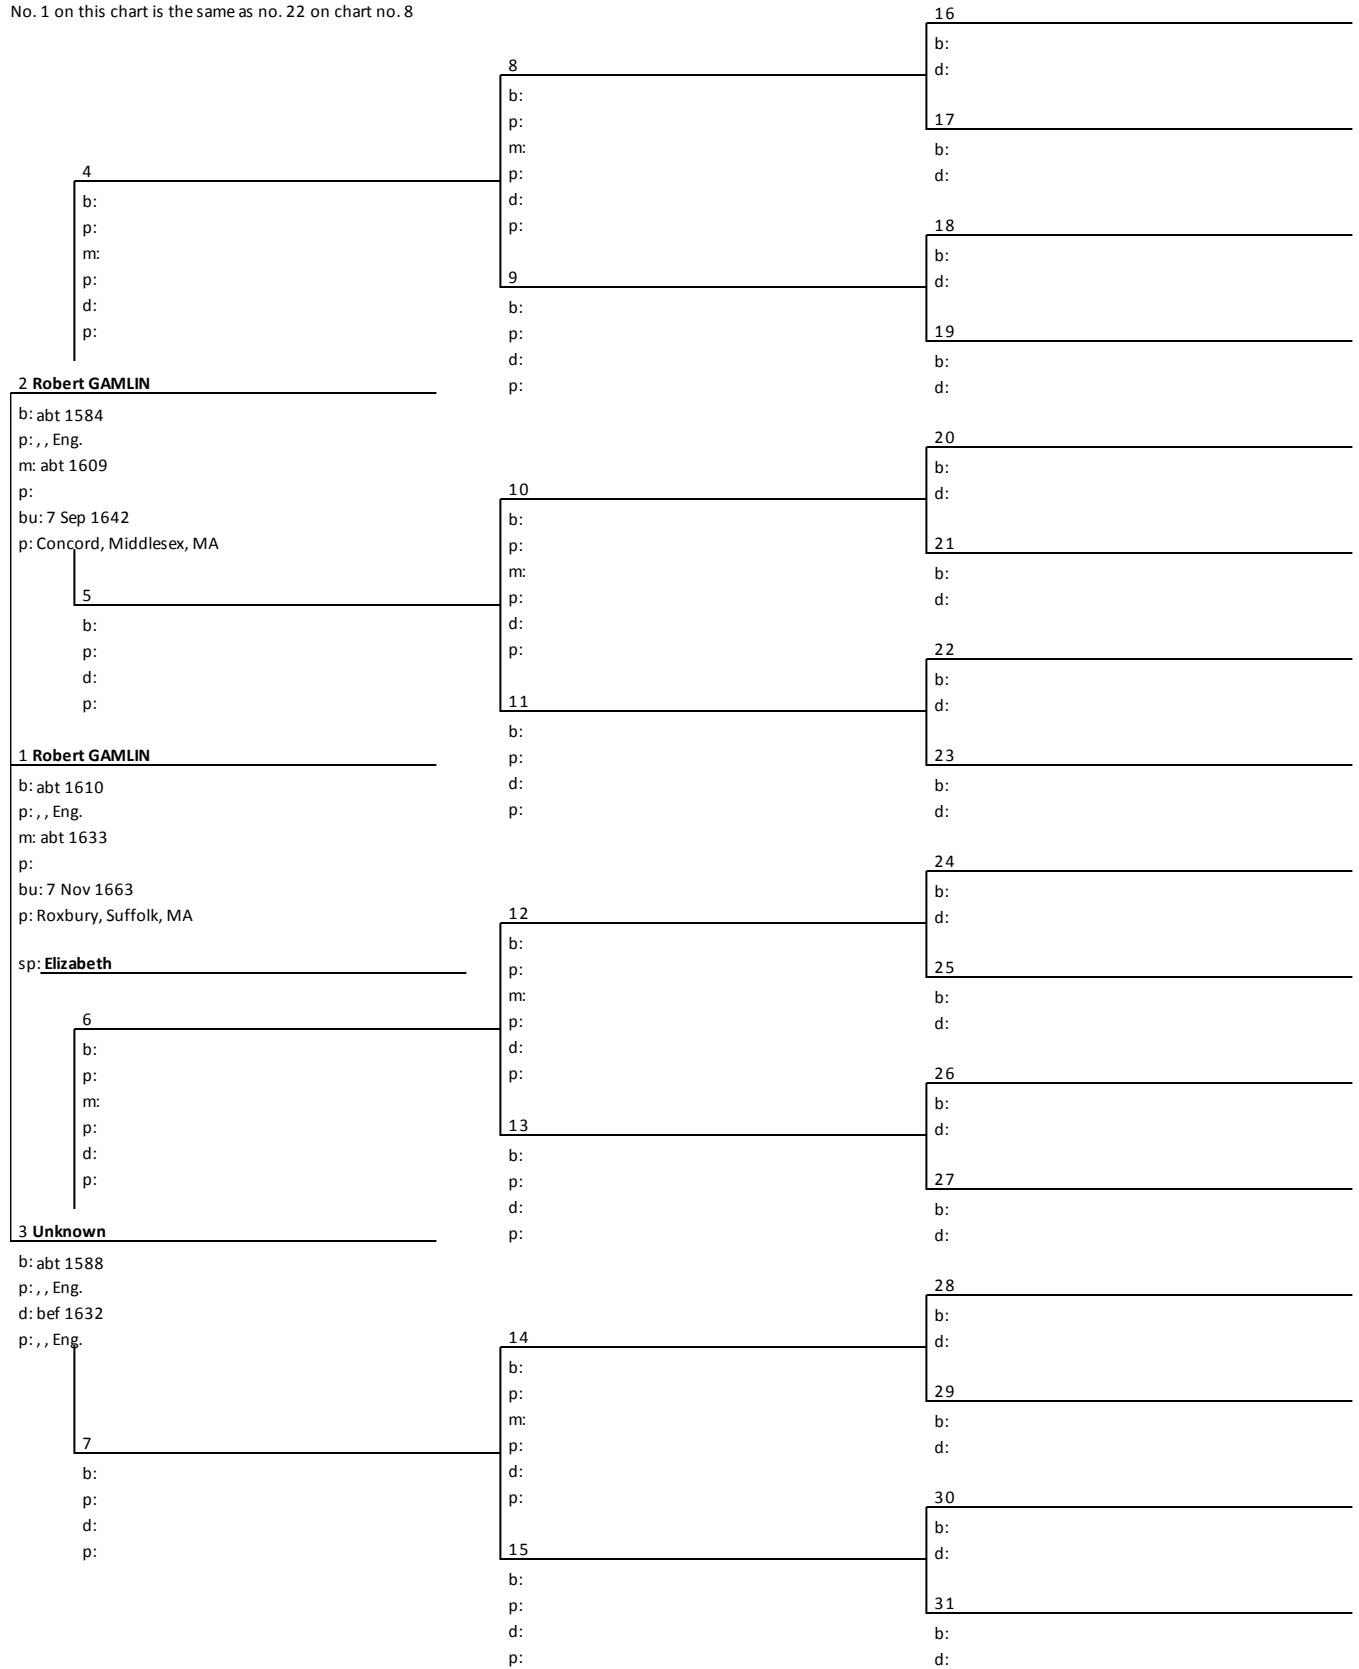 No. 1 on this chart is the same as no. 22 on chart no. 8
16
b:
d:
8
b:
p:
m:
p:
d:
p:
17
b:
d:
4
b:
p:
m:
p:
d:
p:
18
b:
d:
9
b:
p:
d:
p:
19
b:
d:
2 Robert GAMLIN
b: abt 1584
p: , , Eng.
m: abt 1609
p:
bu: 7 Sep 1642
p: Concord, Middlesex, MA
20
b:
d:
10
b:
p:
m:
p:
d:
p:
21
b:
d:
5
b:
p:
d:
p:
22
b:
d:
11
b:
p:
d:
p:
23
b:
d:
1 Robert GAMLIN
b: abt 1610
p: , , Eng.
m: abt 1633
p:
bu: 7 Nov 1663
p: Roxbury, Suffolk, MA
sp: Elizabeth
24
b:
d:
12
b:
p:
m:
p:
d:
p:
25
b:
d:
6
b:
p:
m:
p:
d:
p:
26
b:
d:
13
b:
p:
d:
p:
27
b:
d:
3 Unknown
b: abt 1588
p: , , Eng.
d: bef 1632
p: , , Eng.
28
b:
d:
14
b:
p:
m:
p:
d:
p:
29
b:
d:
7
b:
p:
d:
p:
30
b:
d:
15
b:
p:
d:
p:
31
b:
d: